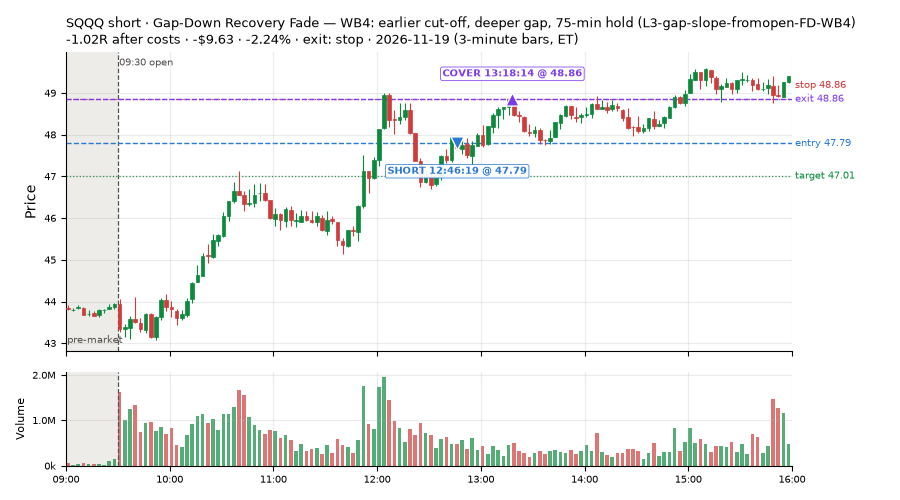 SQQQ short · Gap-Down Recovery Fade — WB4: earlier cut-off, deeper gap, 75-min hold (L3-gap-slope-fromopen-FD-WB4)
-1.02R after costs · -$9.63 · -2.24% · exit: stop · 2026-11-19 (3-minute bars, ET)
09:30 open
COVER 13:18:14 @ 48.86
stop 48.86
exit 48.86
entry 47.79
SHORT 12:46:19 @ 47.79
target 47.01
pre-market
Price
49
48
47
46
45
44
43
Volume
2.0M
1.0M
0k
09:00
10:00
11:00
12:00
13:00
14:00
15:00
16:00